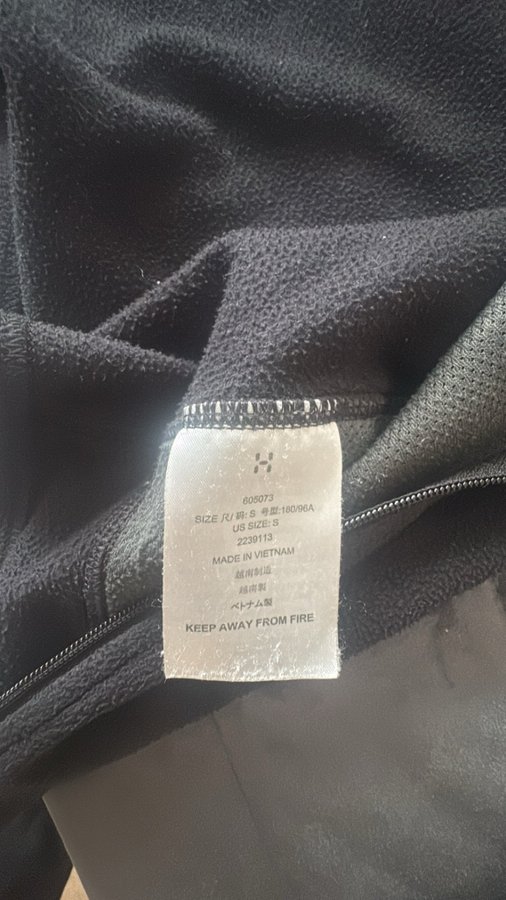 605073
SIZE 尺/码: S 号型:180/96A
US SIZE: S
2239113
MADE IN VIETNAM
越南制造
越南製
ベトナム製
KEEP AWAY FROM FIRE